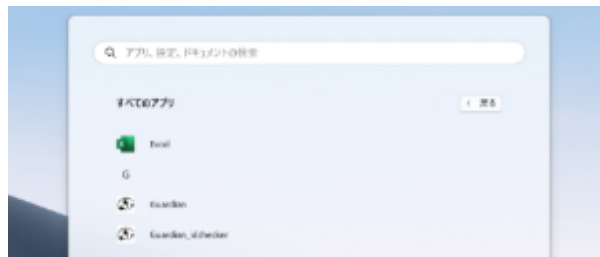 アプリ、設定、ドキュメントの検索
すべてのアプリ
戻る
Excel
G
Guardian
Guardian_idchecker